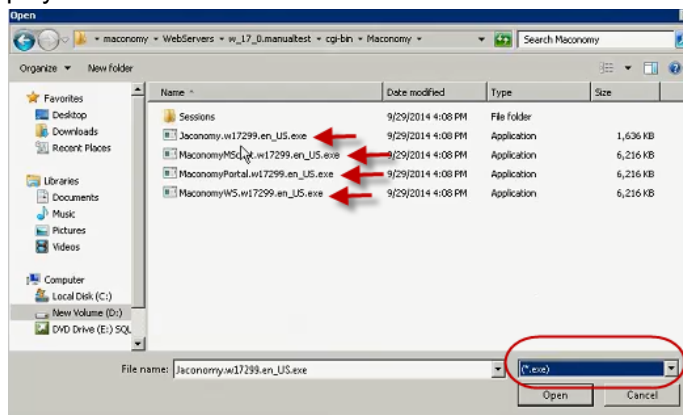 Open
maconomy WebServers w_17_0.manualtest cgi-bin Maconomy
Search Maconomy
Organize New folder
Favorites
Desktop
Downloads
Recent Places
Libraries
Documents
Music
Pictures
Videos
Computer
Local Disk (C:)
New Volume (D:)
DVD Drive (E:) SQL
Name Date modified Type Size
Sessions 9/29/2014 4:08 PM File folder
Jaconomy.w17299.en_US.exe 9/29/2014 4:08 PM Application 1,636 KB
MaconomyMScript.w17299.en_US.exe 9/29/2014 4:08 PM Application 6,216 KB
MaconomyPortal.w17299.en_US.exe 9/29/2014 4:08 PM Application 6,216 KB
MaconomyWS.w17299.en_US.exe 9/29/2014 4:08 PM Application 6,216 KB
File name: Jaconomy.w17299.en_US.exe (*.exe)
Open Cancel